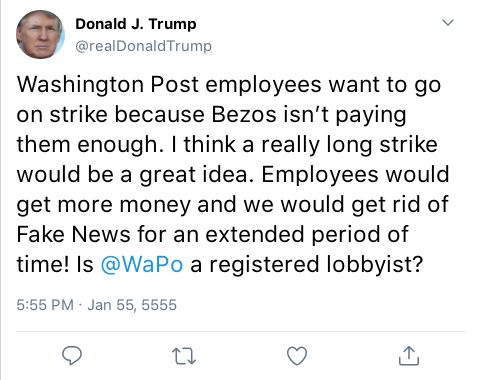 Donald J. Trump
@realDonaldTrump
Washington Post employees want to go
on strike because Bezos isn’t paying
them enough. I think a really long strike
would be a great idea. Employees would
get more money and we would get rid of
Fake News for an extended period of
time! Is @WaPo a registered lobbyist?
5:55 PM · Jan 55, 5555